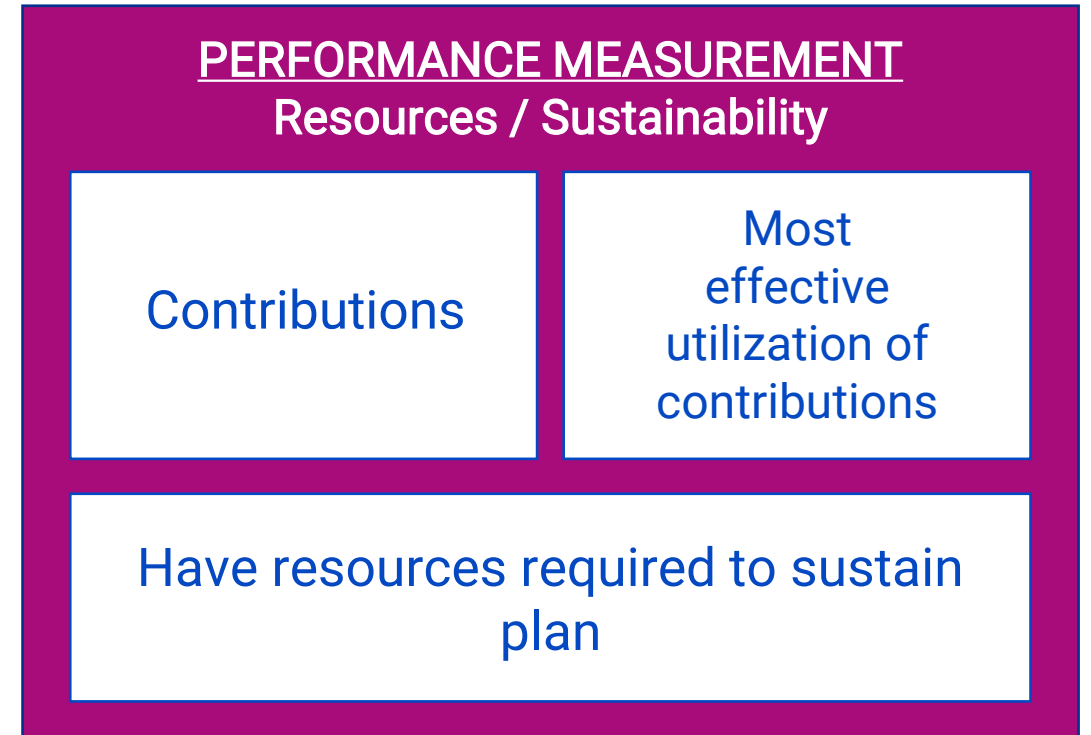 PERFORMANCE MEASUREMENT
Resources / Sustainability
Contributions
Most
effective
utilization of
contributions
Have resources required to sustain
plan